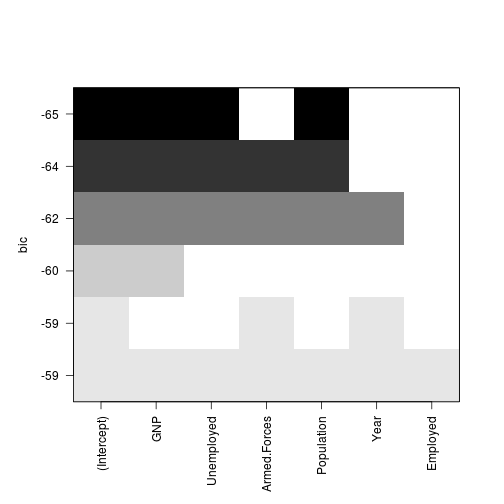 bic
-65
-64
-62
-60
-59
-59
(Intercept)
GNP
Unemployed
Armed.Forces
Population
Year
Employed